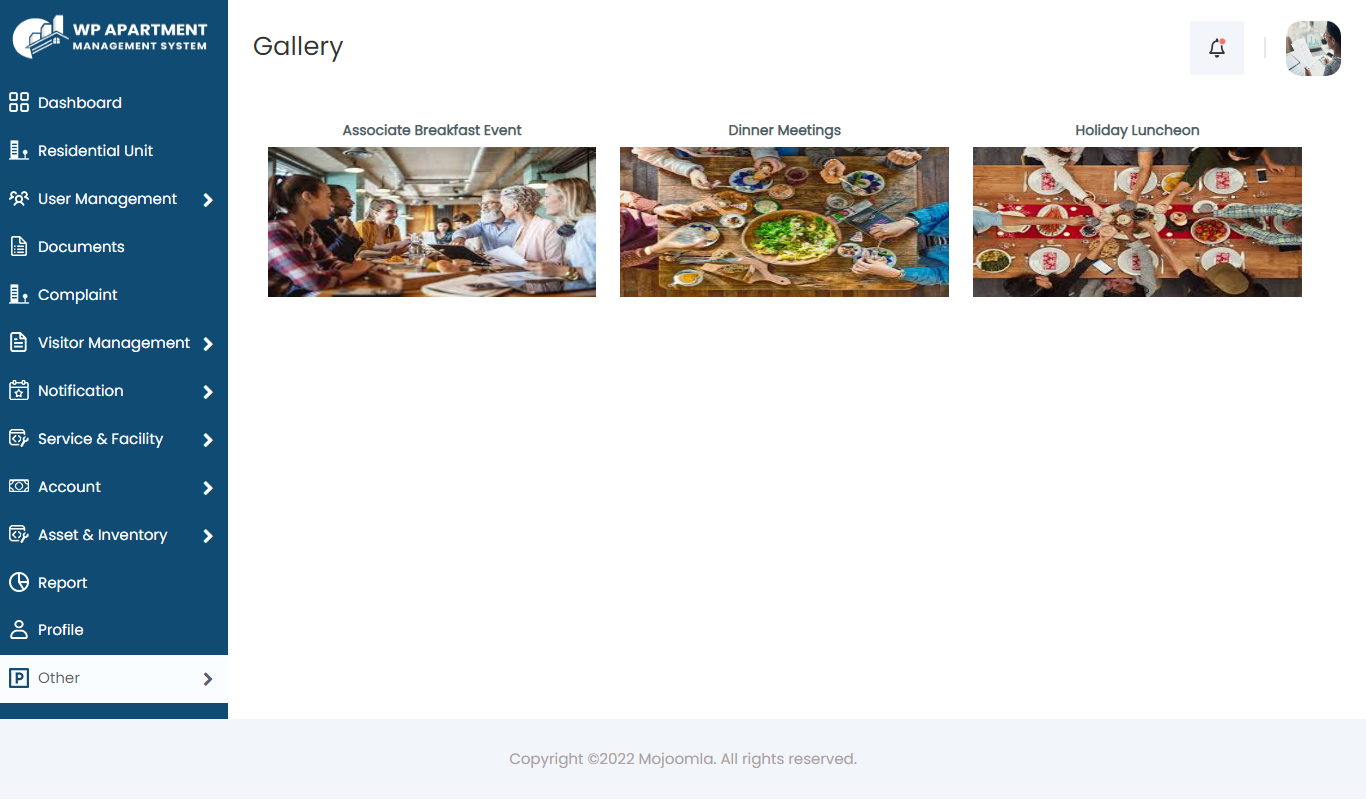 WP APARTMENT
MANAGEMENT SYSTEM
Gallery
Dashboard
Residential Unit
User Management
Documents
Complaint
Visitor Management
Notification
Service & Facility
Account
Asset & Inventory
Report
Profile
P Other
Associate Breakfast Event
Dinner Meetings
Holiday Luncheon
Copyright ©2022 Mojoomla. All rights reserved.